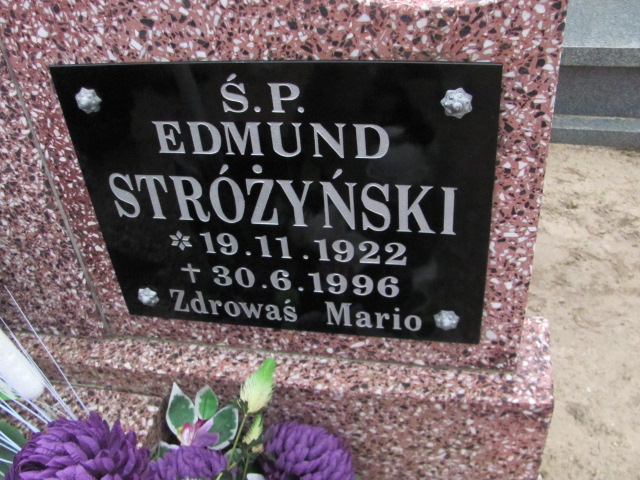 Ś.P.
EDMUND
STRÓŻYŃSKI
* 19.11.1922
✝ 30.6.1996
Zdrowaś Mario